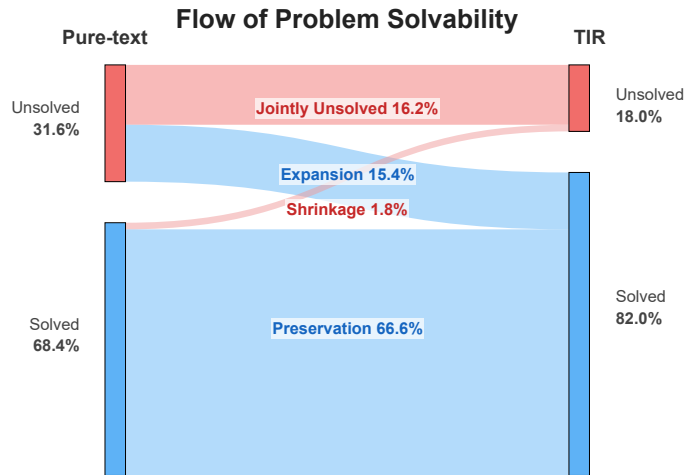 Flow of Problem Solvability
Pure-text
TIR
Unsolved
31.6%
Jointly Unsolved 16.2%
Unsolved
18.0%
Expansion 15.4%
Shrinkage 1.8%
Solved
68.4%
Preservation 66.6%
Solved
82.0%